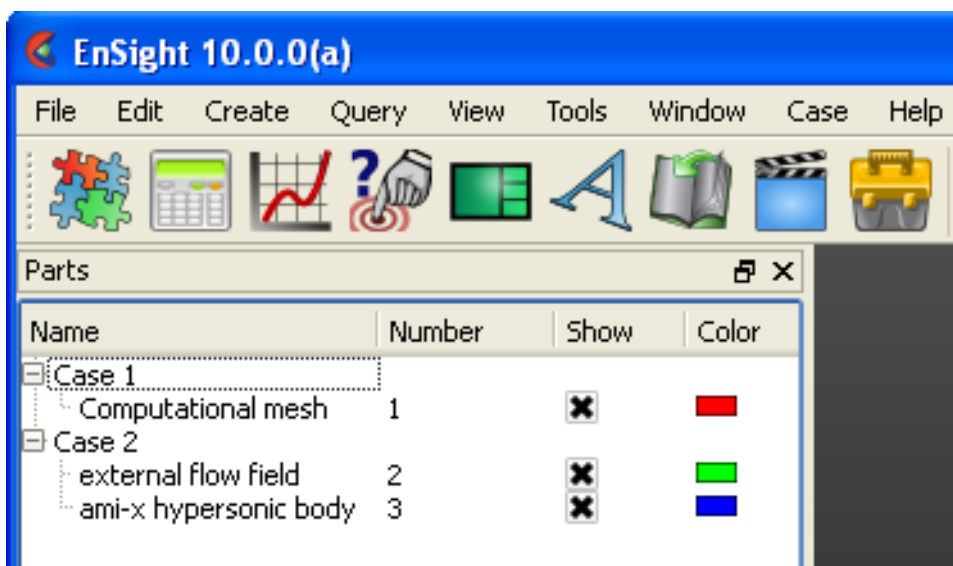 EnSight 10.0.0(a)
File Edit Create Query View Tools Window Case Help
?
A
Parts
Name Number Show Color
Case 1
Computational mesh 1
Case 2
external flow field 2
ami-x hypersonic body 3